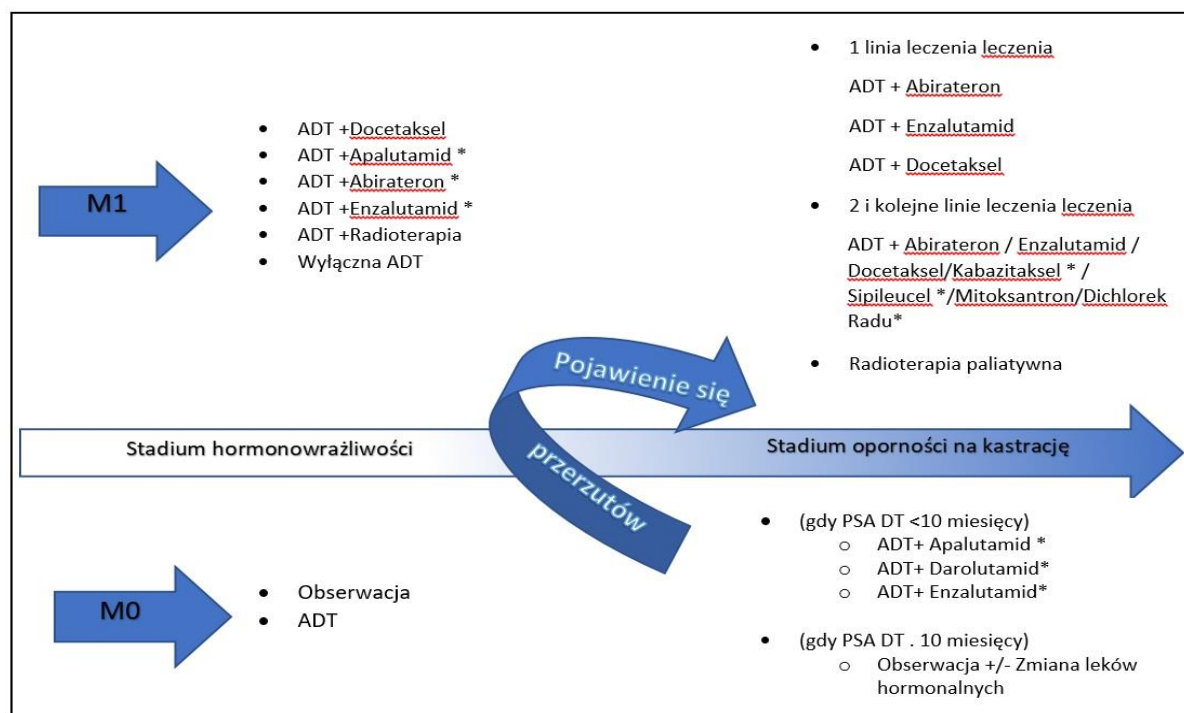 M1
ADT +Docetaksel
ADT +Apalutamid *
ADT +Abirateron *
ADT +Enzalutamid *
ADT +Radioterapia
Wyłączna ADT
1 linia leczenia leczenia
ADT + Abirateron
ADT + Enzalutamid
ADT + Docetaksel
2 i kolejne linie leczenia leczenia
ADT + Abirateron / Enzalutamid /
Docetaksel/Kabazitaksel * /
Sipileucel */Mitoksantron/Dichlorek
Radu*
Radioterapia paliatywna
Pojawienie się
przerzutów
Stadium hormonowrażliwości
Stadium oporności na kastrację
M0
Obserwacja
ADT
(gdy PSA DT <10 miesięcy)
ADT+ Apalutamid *
ADT+ Darolutamid*
ADT+ Enzalutamid*
(gdy PSA DT . 10 miesięcy)
Obserwacja +/- Zmiana leków
hormonalnych